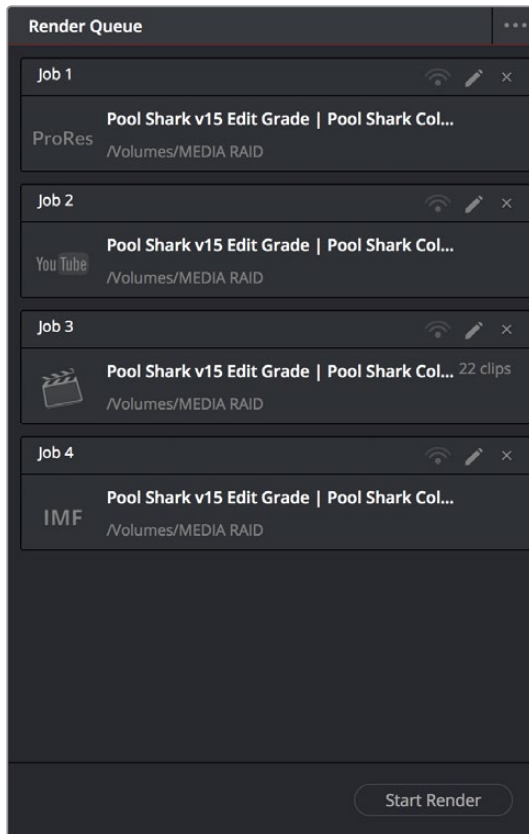 Render Queue
Job 1
ProRes
Pool Shark v15 Edit Grade | Pool Shark Col...
/Volumes/MEDIA RAID
Job 2
YouTube
Pool Shark v15 Edit Grade | Pool Shark Col...
/Volumes/MEDIA RAID
Job 3
Pool Shark v15 Edit Grade | Pool Shark Col... 22 clips
/Volumes/MEDIA RAID
Job 4
IMF
Pool Shark v15 Edit Grade | Pool Shark Col...
/Volumes/MEDIA RAID
Start Render